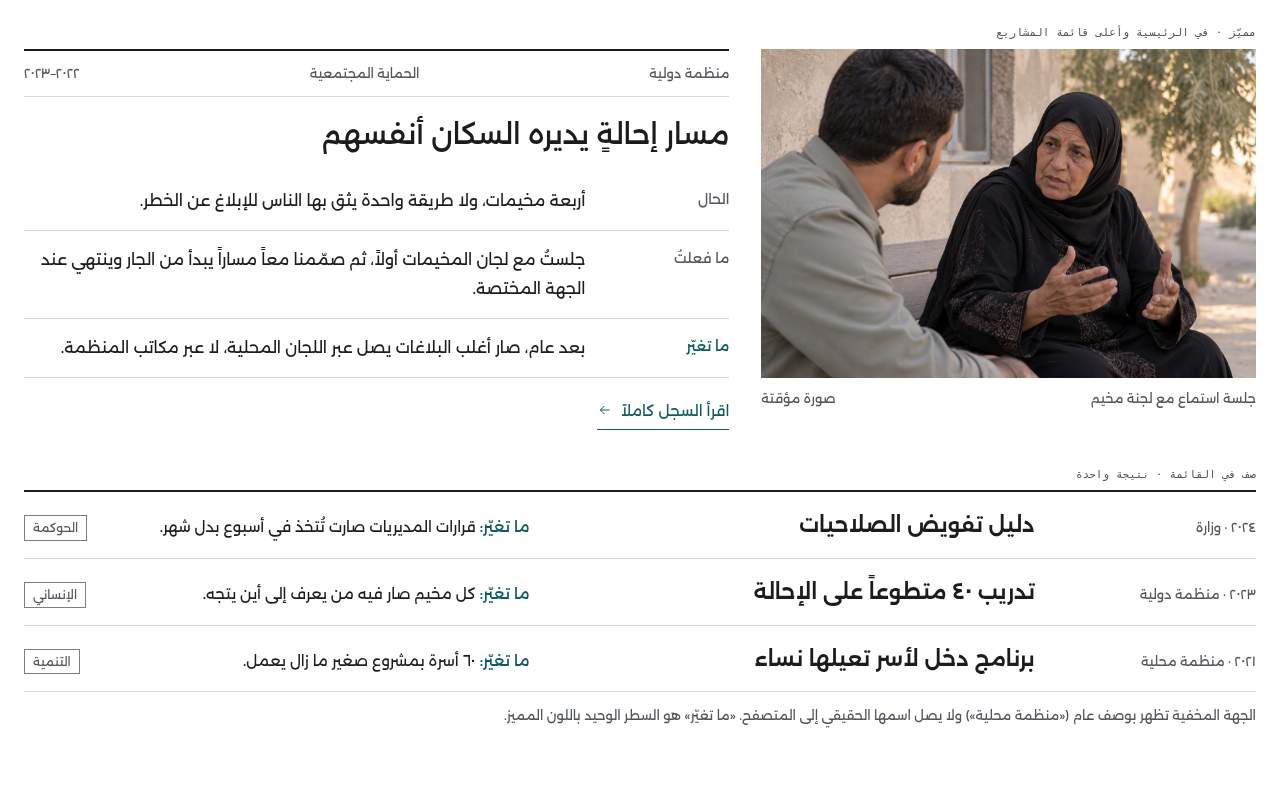 مميّز · في الرئيسية وأعلى قائمة المشاريع
جلسة استماع مع لجنة مخيم
صورة مؤقتة
منظمة دولية
الحماية المجتمعية
٢٠٢٢–٢٠٢٣
مسار إحالةٍ يديره السكان أنفسهم
الحال
أربعة مخيمات، ولا طريقة واحدة يثق بها الناس للإبلاغ عن الخطر.
ما فعلتُ
جلستُ مع لجان المخيمات أولاً، ثم صمّمنا معاً مساراً يبدأ من الجار وينتهي عند
الجهة المختصة.
ما تغيّر
بعد عام، صار أغلب البلاغات يصل عبر اللجان المحلية، لا عبر مكاتب المنظمة.
اقرأ السجل كاملاً ←
صف في القائمة · نتيجة واحدة
٢٠٢٤ · وزارة
دليل تفويض الصلاحيات
ما تغيّر: قرارات المديريات صارت تُتخذ في أسبوع بدل شهر.
الحوكمة
٢٠٢٣ · منظمة دولية
تدريب ٤٠ متطوعاً على الإحالة
ما تغيّر: كل مخيم صار فيه من يعرف إلى أين يتجه.
الإنساني
٢٠٢١ · منظمة محلية
برنامج دخل لأسر تعيلها نساء
ما تغيّر: ٦٠ أسرة بمشروع صغير ما زال يعمل.
التنمية
الجهة المخفية تظهر بوصف عام («منظمة محلية») ولا يصل اسمها الحقيقي إلى المتصفح. «ما تغيّر» هو السطر الوحيد باللون المميز.